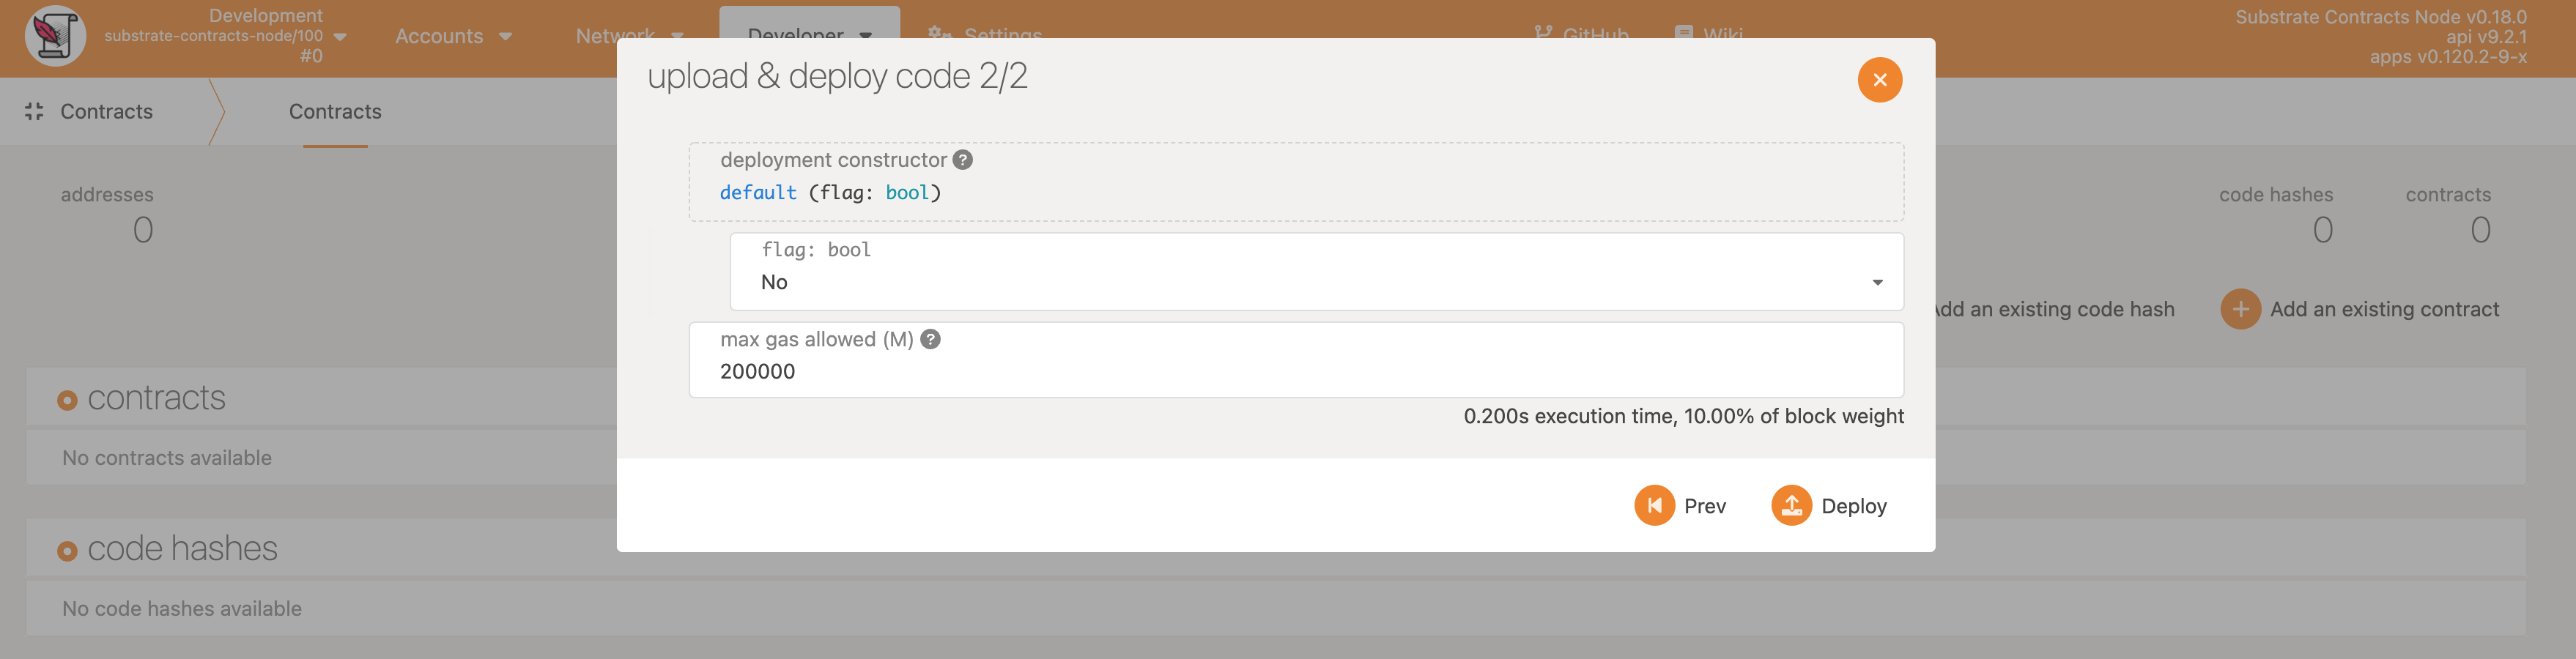 Development
substrate-contracts-node/100
#0
Accounts
Network
Developer
Settings
GitHub
Wiki
Substrate Contracts Node v0.18.0
api v9.2.1
apps v0.120.2-9-x
Contracts
Contracts
addresses
0
code hashes
0
contracts
0
Add an existing code hash
Add an existing contract
contracts
No contracts available
code hashes
No code hashes available
upload & deploy code 2/2
deployment constructor
default (flag: bool)
flag: bool
No
max gas allowed (M)
200000
0.200s execution time, 10.00% of block weight
Prev
Deploy